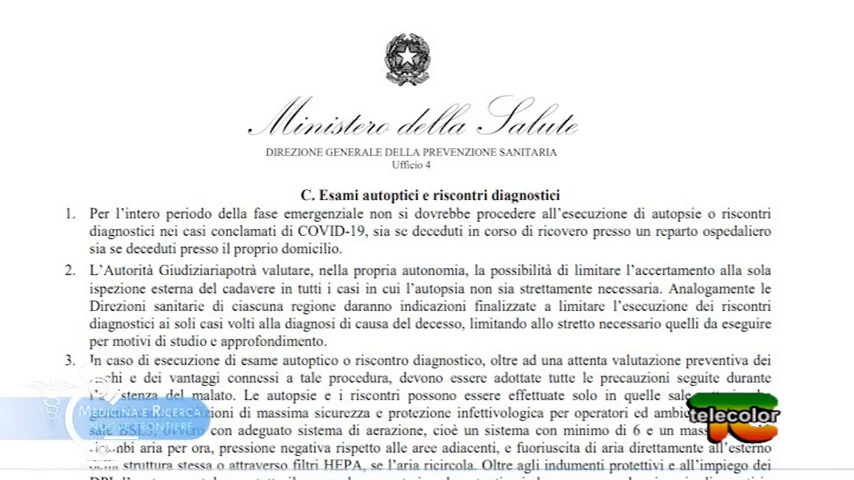 Ministero della Salute
DIREZIONE GENERALE DELLA PREVENZIONE SANITARIA
Ufficio 4
C. Esami autoptici e riscontri diagnostici
1. Per l'intero periodo della fase emergenziale non si dovrebbe procedere all'esecuzione di autopsie o riscontri
diagnostici nei casi conclamati di COVID-19, sia se deceduti in corso di ricovero presso un reparto ospedaliero
sia se deceduti presso il proprio domicilio.
2. L'Autorità Giudiziariapotrà valutare, nella propria autonomia, la possibilità di limitare l'accertamento alla sola
ispezione esterna del cadavere in tutti i casi in cui l'autopsia non sia strettamente necessaria. Analogamente le
Direzioni sanitarie di ciascuna regione daranno indicazioni finalizzate a limitare l'esecuzione dei riscontri
diagnostici ai soli casi volti alla diagnosi di causa del decesso, limitando allo stretto necessario quelli da eseguire
per motivi di studio e approfondimento.
3. In caso di esecuzione di esame autoptico o riscontro diagnostico, oltre ad una attenta valutazione preventiva dei
e dei vantaggi connessi a tale procedura, devono essere adottate tutte le precauzioni seguite durante
del malato. Le autopsie e i riscontri possono essere effettuate solo in quelle
di massima sicurezza e protezione infettivologica per operatori ed
con adeguato sistema di aerazione, cioè un sistema con minimo di 6 e un
aria per ora, pressione negativa rispetto alle aree adiacenti, e fuoriuscita di aria direttamente all'esterno
della struttura stessa o attraverso filtri HEPA, se l'aria ricircola. Oltre agli indumenti protettivi e all'impiego dei
MEDICINA E RICERCA
NUOVE FRONTIERE
telecolor